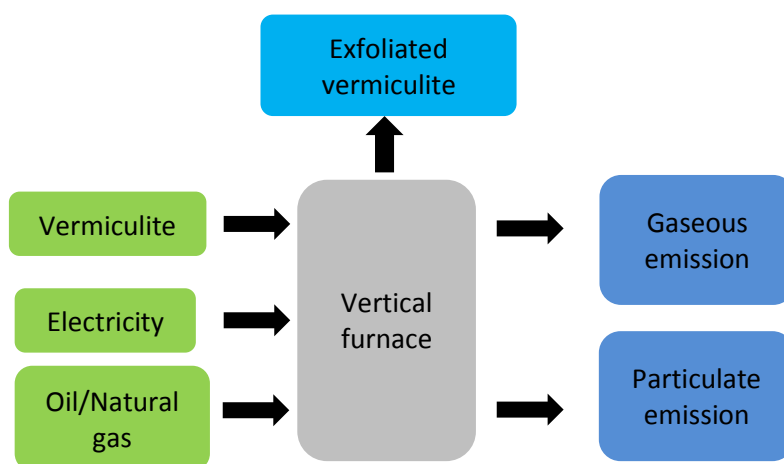 Exfoliated
vermiculite
Vermiculite
Electricity
Oil/Natural
gas
Vertical
furnace
Gaseous
emission
Particulate
emission